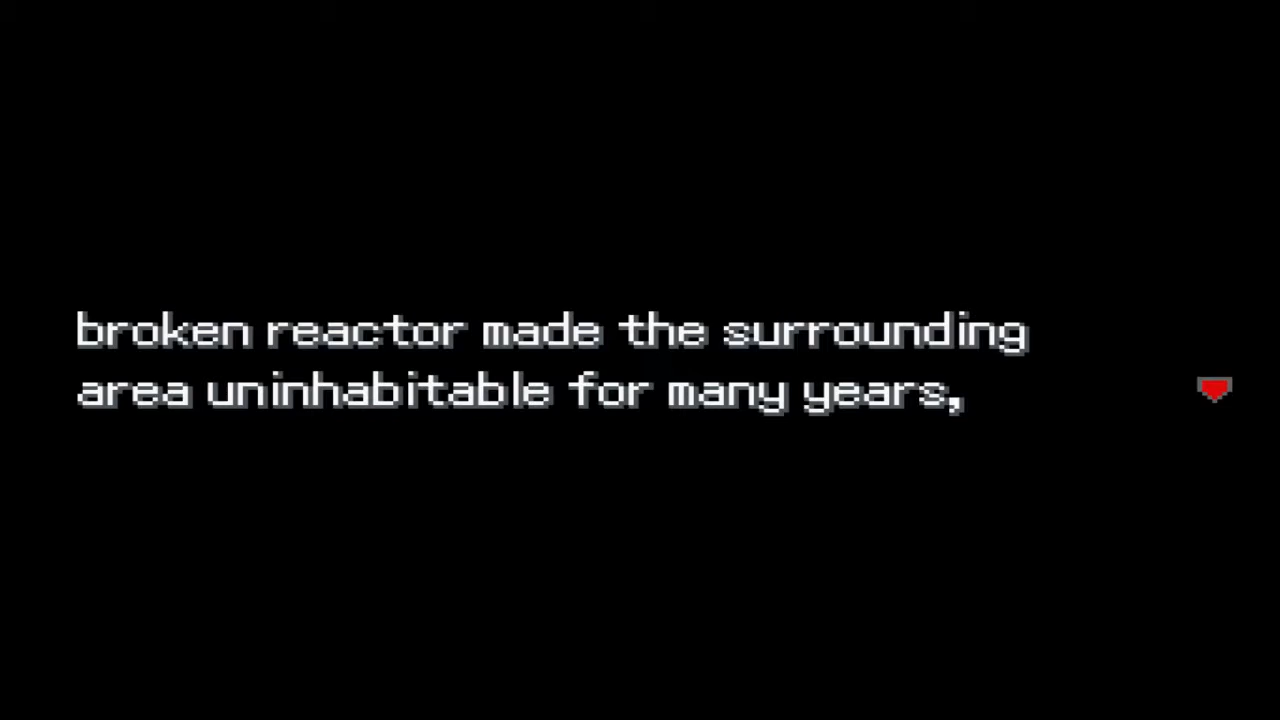 broken reactor made the surrounding
area uninhabitable for many years,